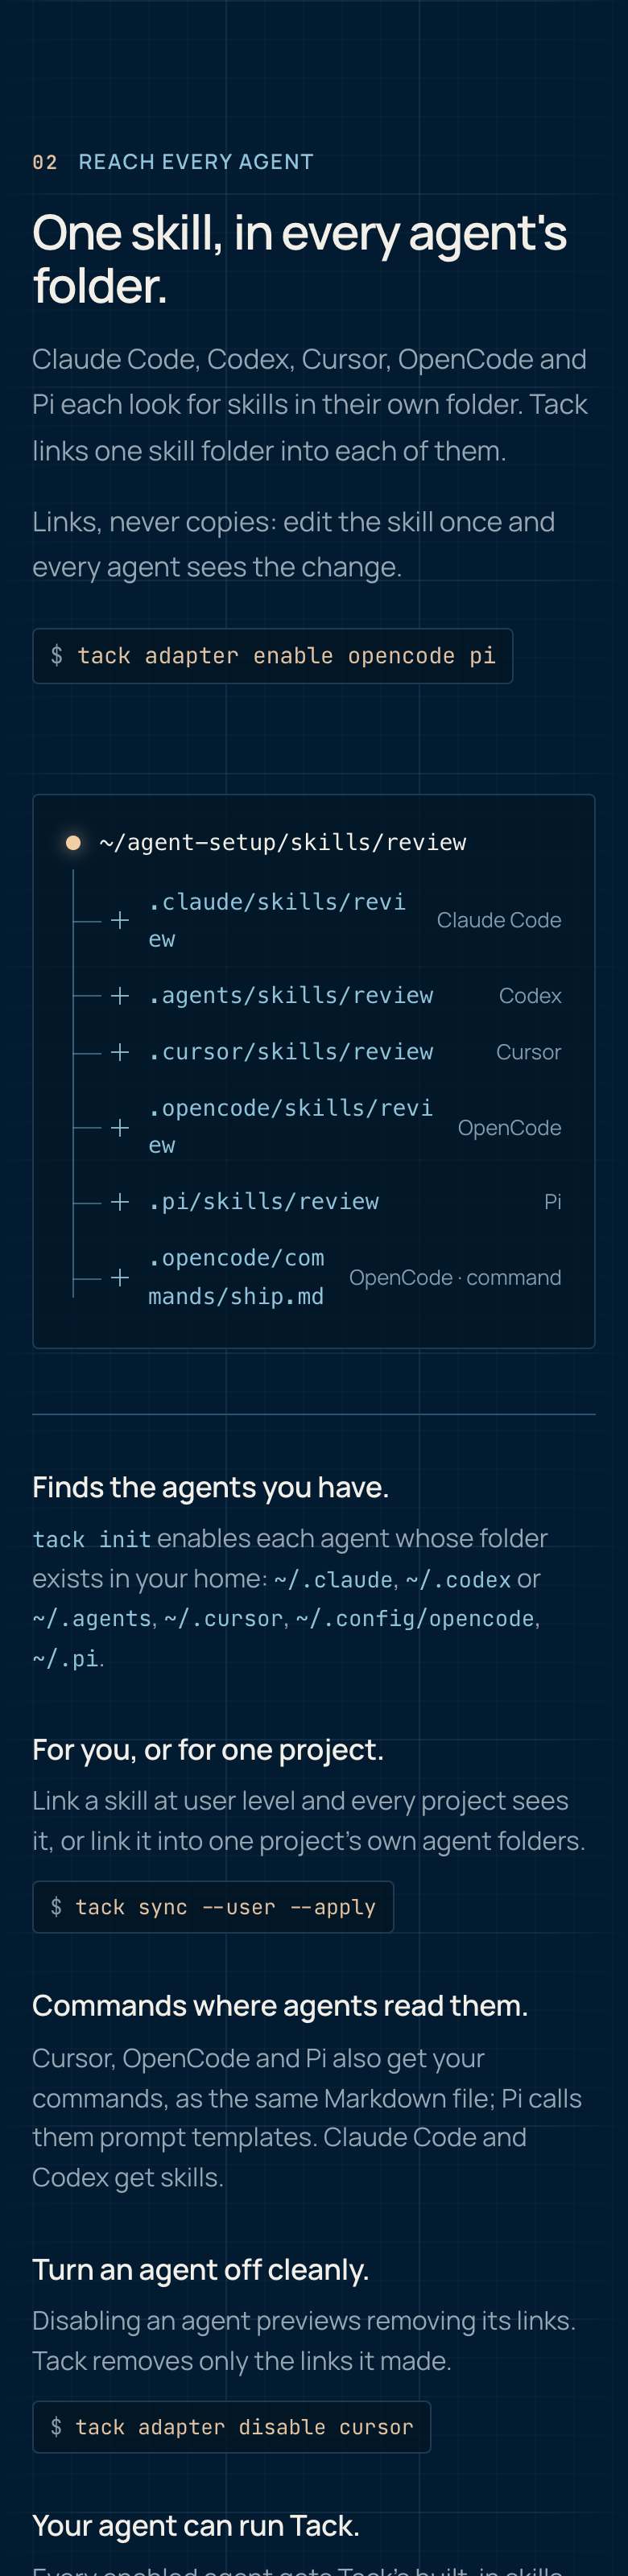 02 REACH EVERY AGENT
One skill, in every agent's
folder.
Claude Code, Codex, Cursor, OpenCode and
Pi each look for skills in their own folder. Tack
links one skill folder into each of them.
Links, never copies: edit the skill once and
every agent sees the change.
$ tack adapter enable opencode pi
~/agent-setup/skills/review
.claude/skills/revi
ew
Claude Code
.agents/skills/review Codex
.cursor/skills/review Cursor
.opencode/skills/revi
ew
OpenCode
.pi/skills/review Pi
.opencode/com
mands/ship.md
OpenCode · command
Finds the agents you have.
tack init enables each agent whose folder
exists in your home: ~/.claude, ~/.codex or
~/.agents, ~/.cursor, ~/.config/opencode,
~/.pi.
For you, or for one project.
Link a skill at user level and every project sees
it, or link it into one project’s own agent folders.
$ tack sync --user --apply
Commands where agents read them.
Cursor, OpenCode and Pi also get your
commands, as the same Markdown file; Pi calls
them prompt templates. Claude Code and
Codex get skills.
Turn an agent off cleanly.
Disabling an agent previews removing its links.
Tack removes only the links it made.
$ tack adapter disable cursor
Your agent can run Tack.
Every enabled agent gets Tack’s built-in skills